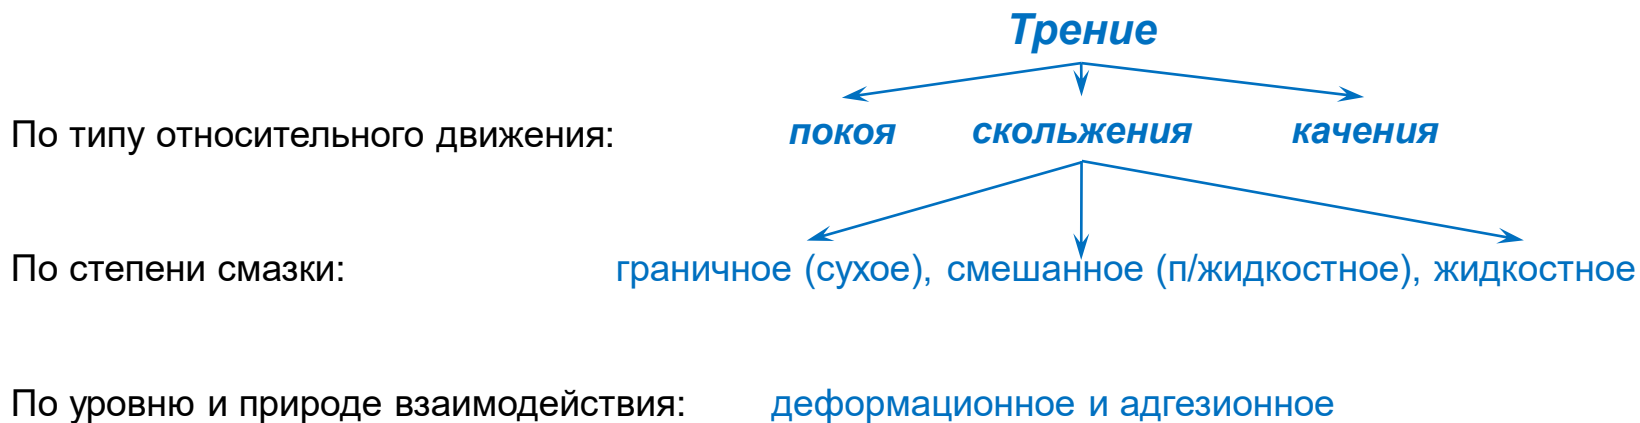 Трение
По типу относительного движения: покоя скольжения качения
По степени смазки: граничное (сухое), смешанное (п/жидкостное), жидкостное
По уровню и природе взаимодействия: деформационное и адгезионное